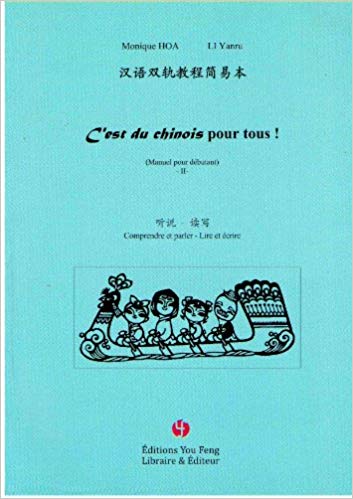 Monique HOA LI Yanru
汉语双轨教程简易本
C'est du chinois pour tous !
(Manuel pour débutant)
- II-
听说 - 读写
Comprendre et parler - Lire et écrire
Éditions You Feng
Libraire & Éditeur